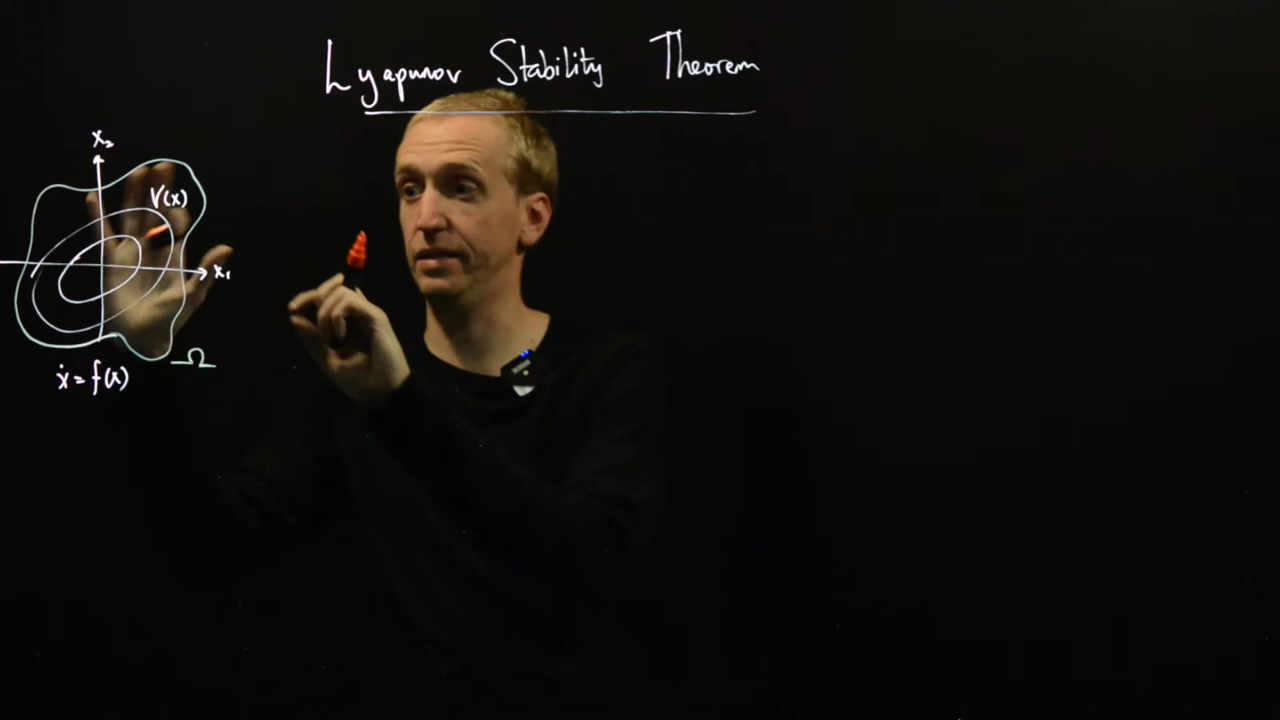 Lyapunov Stability Theorem
x₂
V(x)
x₁
Ω
ẋ = f(x)